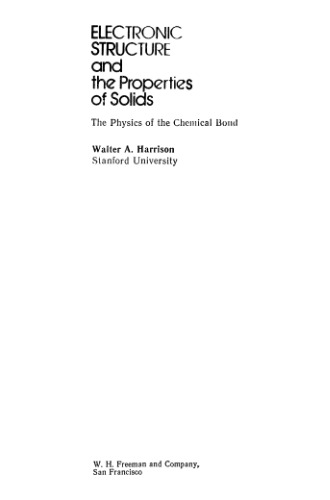 ELECTRONIC
STRUCTURE
and
the Properties
of Solids
The Physics of the Chemical Bond
Walter A. Harrison
Stanford University
W. H. Freeman and Company,
San Francisco